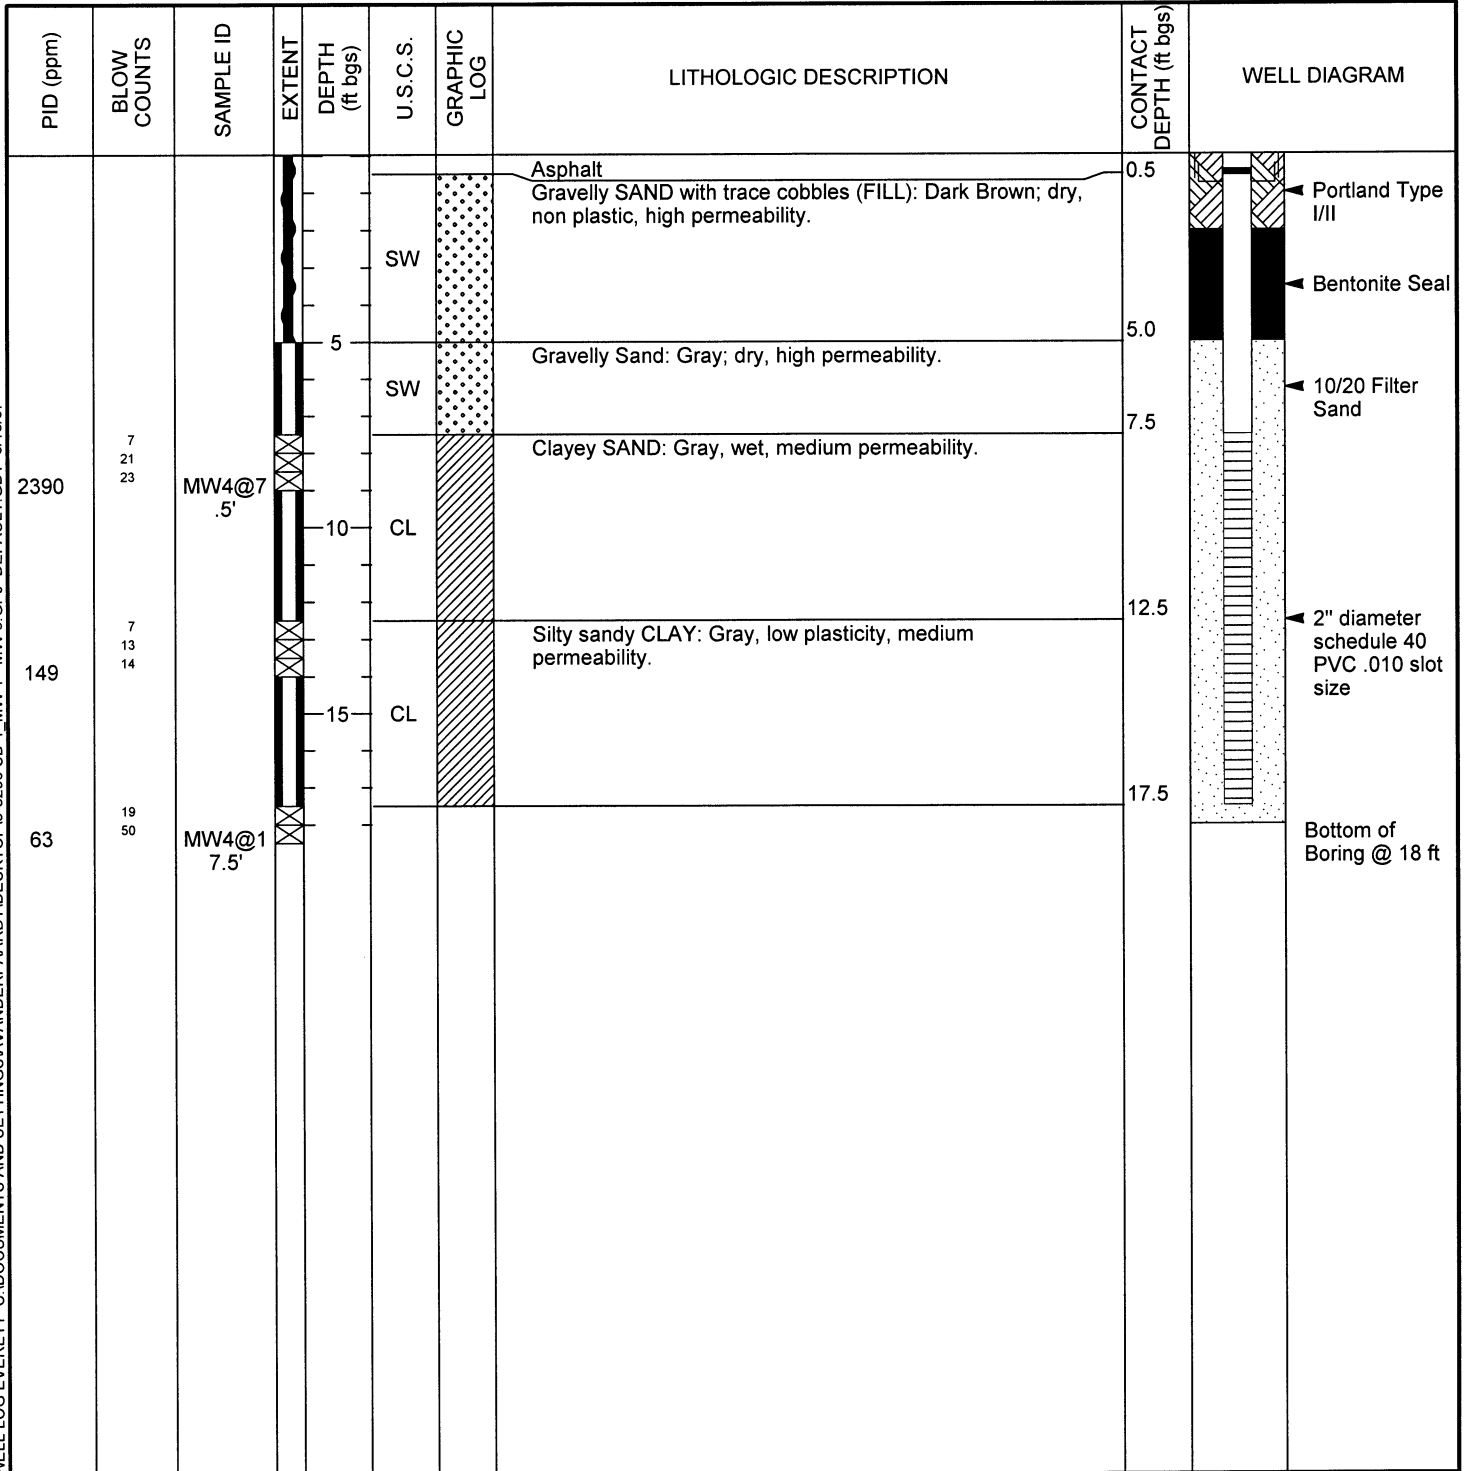 PID (ppm)
BLOW
COUNTS
SAMPLE ID
EXTENT
DEPTH
(ft bgs)
U.S.C.S.
GRAPHIC
LOG
LITHOLOGIC DESCRIPTION
CONTACT
DEPTH (ft bgs)
WELL DIAGRAM
Asphalt
0.5
Gravelly SAND with trace cobbles (FILL): Dark Brown; dry,
non plastic, high permeability.
Portland Type
I/II
SW
Bentonite Seal
5
5.0
Gravelly Sand: Gray; dry, high permeability.
SW
10/20 Filter
Sand
7.5
7
21
23
2390
MW4@7
.5'
Clayey SAND: Gray, wet, medium permeability.
10
CL
12.5
7
13
14
149
Silty sandy CLAY: Gray, low plasticity, medium
permeability.
2" diameter
schedule 40
PVC .010 slot
size
15
CL
17.5
19
50
63
MW4@1
7.5'
Bottom of
Boring @ 18 ft